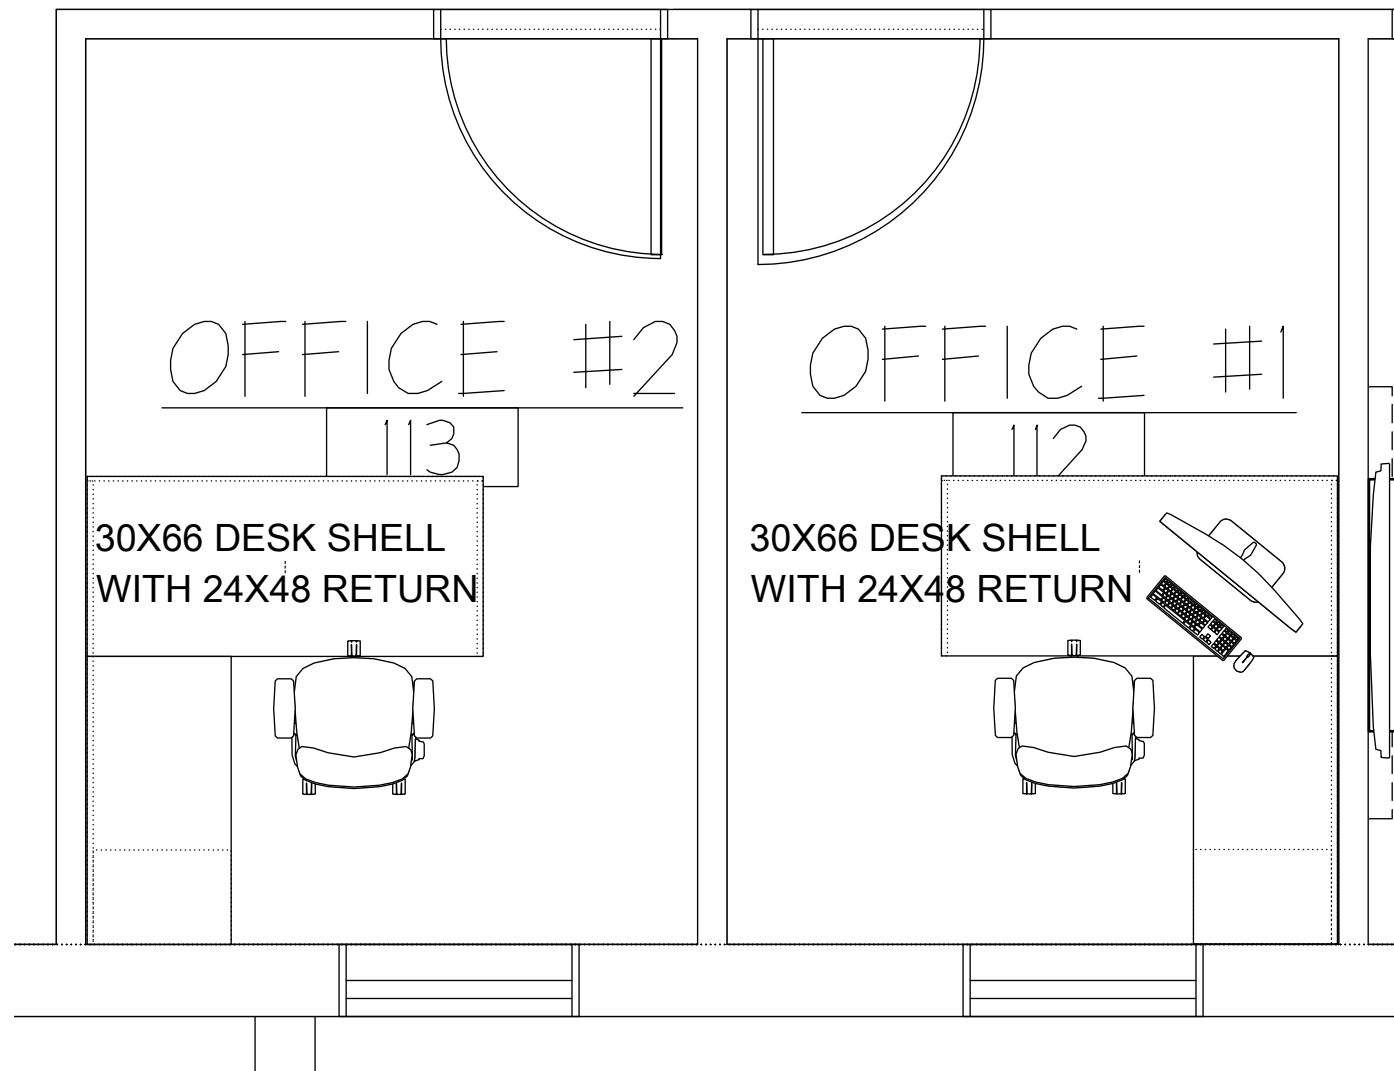 OFFICE #2
113
30X66 DESK SHELL
WITH 24X48 RETURN
OFFICE #1
112
30X66 DESK SHELL
WITH 24X48 RETURN